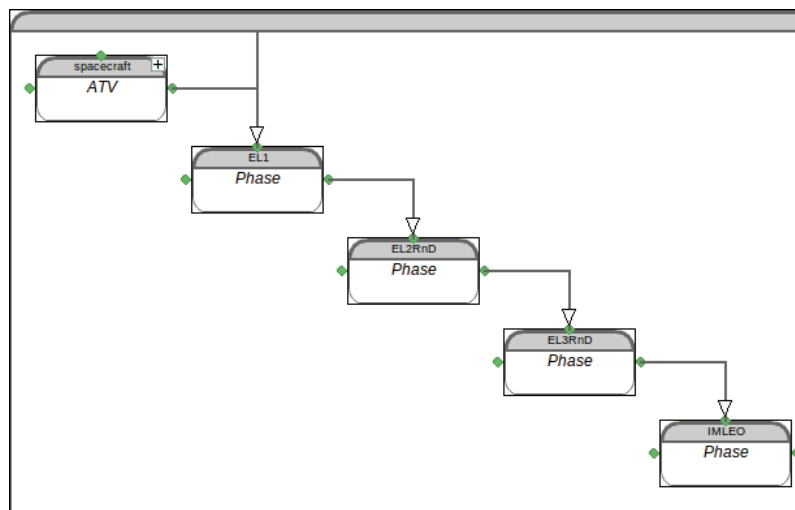 spacecraft
ATV
EL1
Phase
EL2RnD
Phase
EL3RnD
Phase
IMLEO
Phase